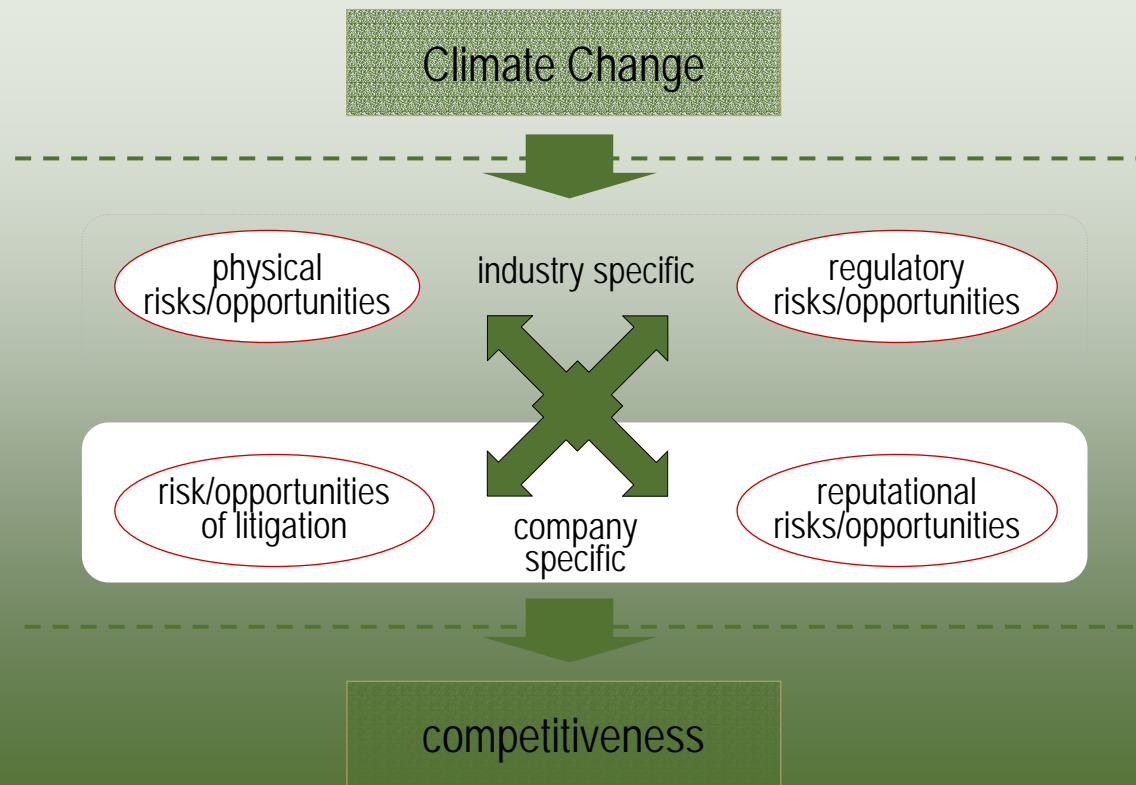 Climate Change
physical
risks/opportunities
industry specific
regulatory
risks/opportunities
risk/opportunities
of litigation
company
specific
reputational
risks/opportunities
competitiveness